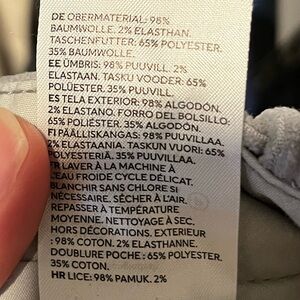 DE OBERMATERIAL: 98%
BAUMWOLLE. 2% ELASTHAN.
TASCHENFUTTER: 65% POLYESTER.
35% BAUMWOLLE.
EE ÜMBRIS: 98% PUUVILL. 2%
ELASTAAN. TASKU VOODER: 65%
POLÜESTER. 35% PUUVILL.
ES TELA EXTERIOR: 98% ALGODÓN.
2% ELASTANO. FORRO DEL BOLSILLO:
65% POLIÉSTER. 35% ALGODÓN.
FI PÄÄLLISKANGAS: 98% PUUVILLAA.
2% ELASTAANIA. TASKUN VUORI: 65%
POLYESTERIÄ. 35% PUUVILLAA.
FR LAVER À LA MACHINE À
EAU FROIDE CYCLE DÉLICAT.
BLANCHIR SANS CHLORE SI
NÉCESSAIRE. SÉCHER À L'AIR.
REPASSER À TEMPÉRATURE
MOYENNE. NETTOYAGE À SEC.
HORS DÉCORATIONS. EXTERIEUR
: 98% COTON. 2% ELASTHANNE.
DOUBLURE POCHE : 65% POLYESTER.
35% COTON.
HR LICE: 98% PAMUK. 2%